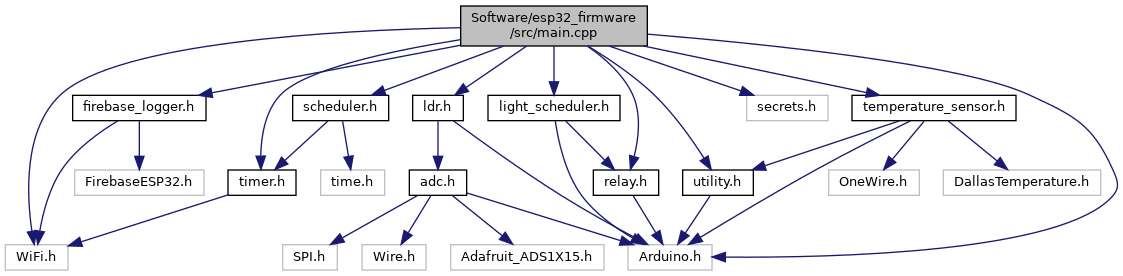 Software/esp32_firmware
/src/main.cpp
firebase_logger.h
scheduler.h
ldr.h
light_scheduler.h
secrets.h
temperature_sensor.h
FirebaseESP32.h
timer.h
time.h
adc.h
relay.h
utility.h
OneWire.h
DallasTemperature.h
WiFi.h
SPI.h
Wire.h
Adafruit_ADS1X15.h
Arduino.h